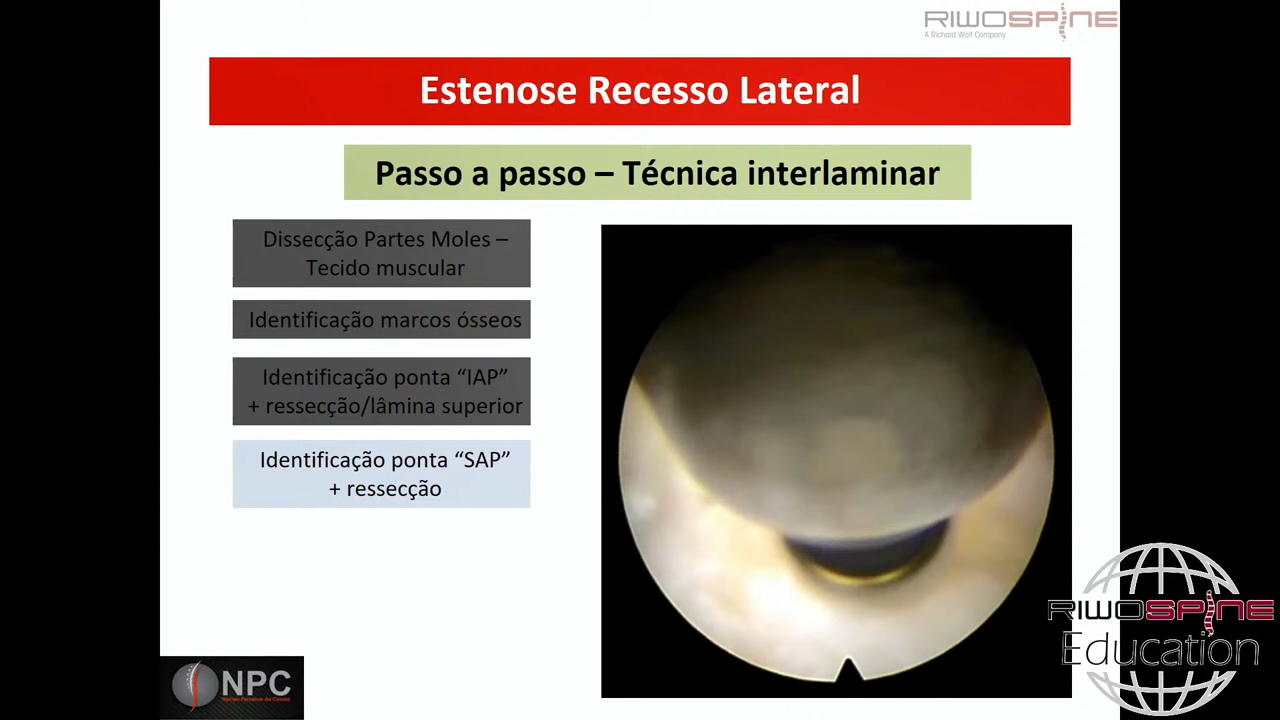 RIWOSPINE
A Richard Wolf Company
Estenose Recesso Lateral
Passo a passo – Técnica interlaminar
Dissecção Partes Moles –
Tecido muscular
Identificação marcos ósseos
Identificação ponta “IAP”
+ ressecção/lâmina superior
Identificação ponta “SAP”
+ ressecção
RIWOSPINE
Education
NPC